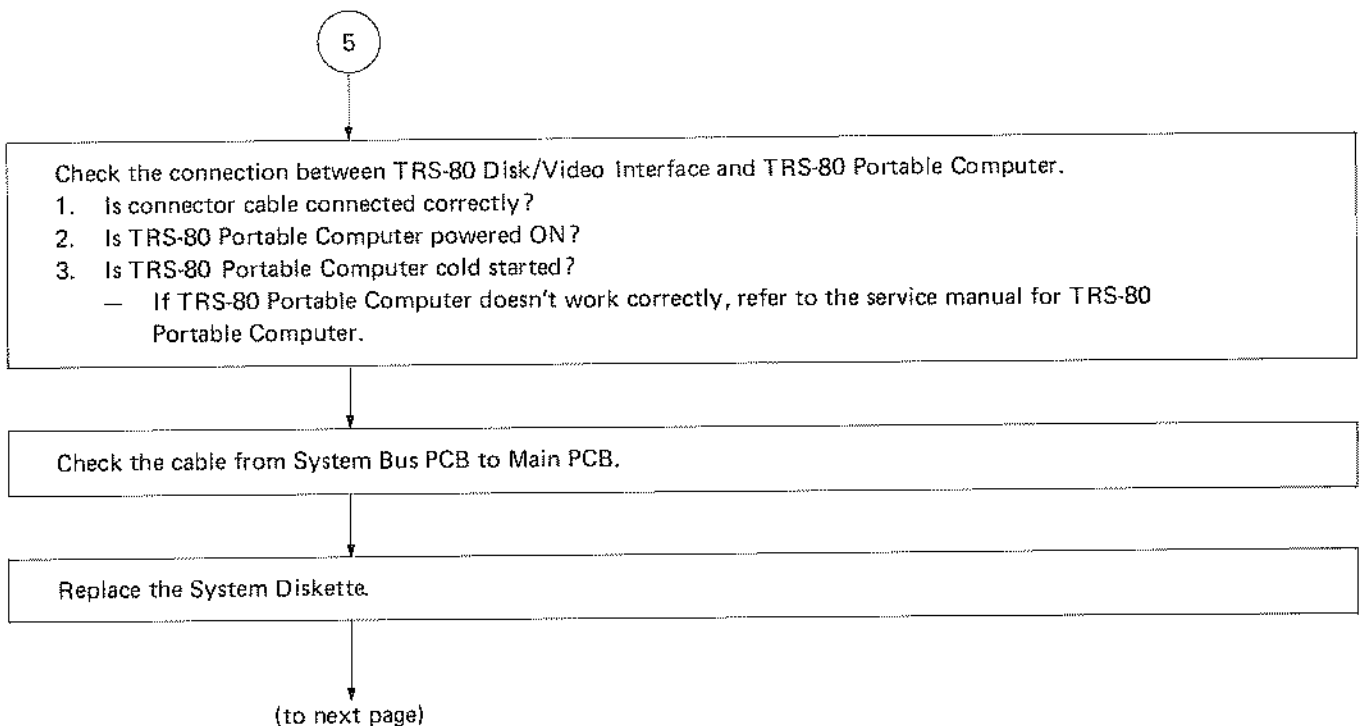 5
Check the connection between TRS-80 Disk/Video Interface and TRS-80 Portable Computer.
1. Is connector cable connected correctly?
2. Is TRS-80 Portable Computer powered ON?
3. Is TRS-80 Portable Computer cold started?
— If TRS-80 Portable Computer doesn't work correctly, refer to the service manual for TRS-80
Portable Computer.
Check the cable from System Bus PCB to Main PCB.
Replace the System Diskette.
(to next page)